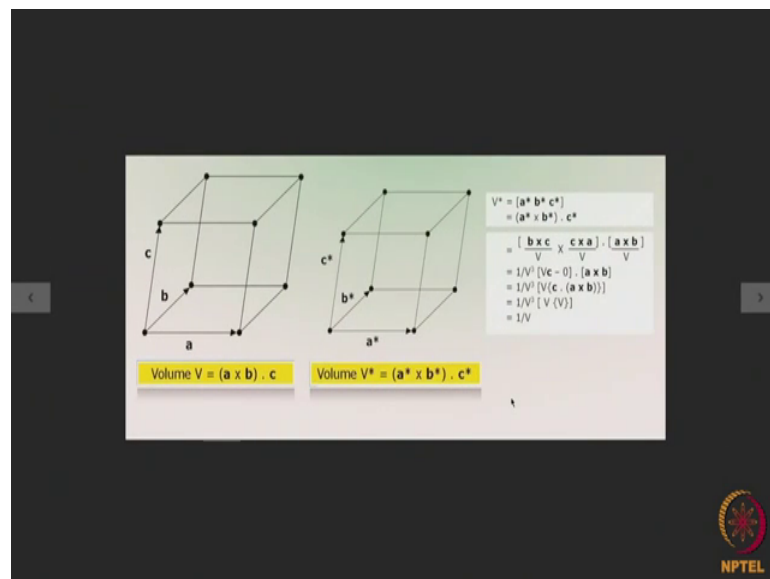 c
b
a
c*
b*
a*
Volume V = (a x b) . c
Volume V* = (a* x b*) . c*
V* = [a* b* c*]
= (a* x b*) . c*
= [ b x c / V X c x a / V ] . [ a x b / V ]
= 1/V³ [Vc - 0] . [a x b]
= 1/V³ [V{c . (a x b)}]
= 1/V³ [ V {V}]
= 1/V
NPTEL